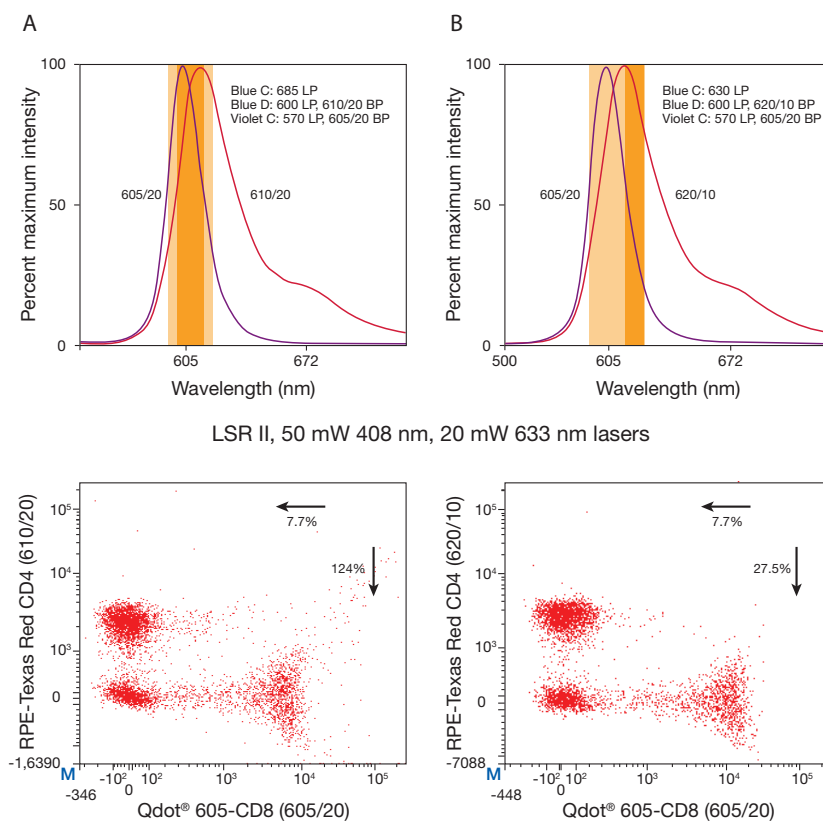 A
100
50
0
Percent maximum intensity
Blue C: 685 LP
Blue D: 600 LP, 610/20 BP
Violet C: 570 LP, 605/20 BP
605/20
610/20
605
672
Wavelength (nm)
B
100
50
0
Percent maximum intensity
Blue C: 630 LP
Blue D: 600 LP, 620/10 BP
Violet C: 570 LP, 605/20 BP
605/20
620/10
500
605
672
Wavelength (nm)
LSR II, 50 mW 408 nm, 20 mW 633 nm lasers
RPE-Texas Red CD4 (610/20)
10⁵
10⁴
10³
0
-1,6390
7.7%
124%
M
-346
-10² 0 10² 10³ 10⁴ 10⁵
Qdot® 605-CD8 (605/20)
RPE-Texas Red CD4 (620/10)
10⁵
10⁴
10³
0
-7088
7.7%
27.5%
M
-448
-10² 0 10² 10³ 10⁴ 10⁵
Qdot® 605-CD8 (605/20)